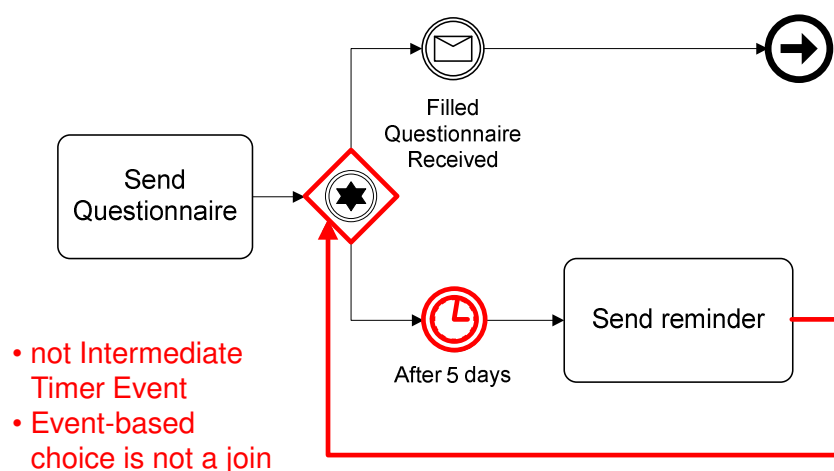 Filled
Questionnaire
Received
Send
Questionnaire
Send reminder
After 5 days
• not Intermediate
Timer Event
• Event-based
choice is not a join